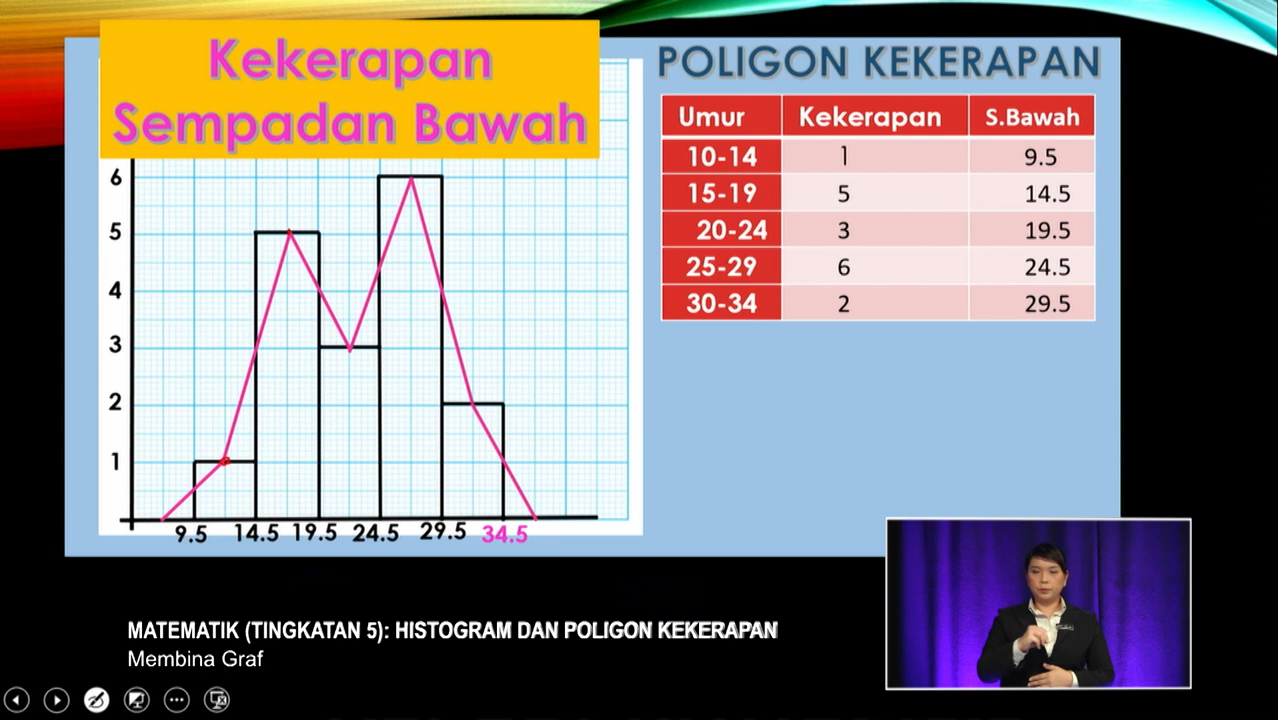 Kekerapan
Sempadan Bawah
6
5
4
3
2
1
9.5 14.5 19.5 24.5 29.5 34.5
POLIGON KEKERAPAN
Umur Kekerapan S.Bawah
10-14 1 9.5
15-19 5 14.5
20-24 3 19.5
25-29 6 24.5
30-34 2 29.5
MATEMATIK (TINGKATAN 5): HISTOGRAM DAN POLIGON KEKERAPAN
Membina Graf